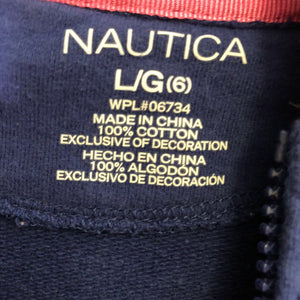 NAUTICA
L/G(6)
WPL#06734
MADE IN CHINA
100% COTTON
EXCLUSIVE OF DECORATION
HECHO EN CHINA
100% ALGODÓN
EXCLUSIVO DE DECORACIÓN